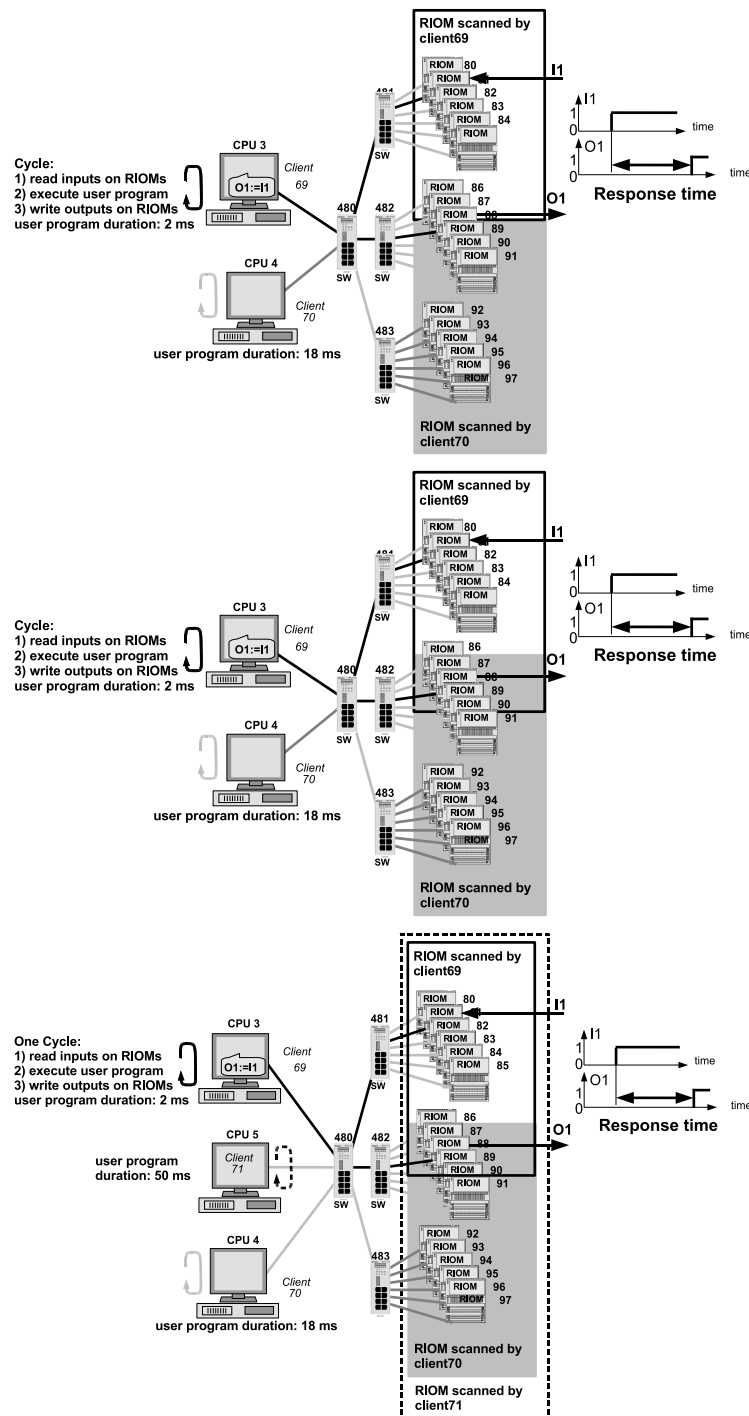 RIOM scanned by
client69
RIOM 80
RIOM
I1
RIOM 82
RIOM 83
RIOM 84
RIOM
481
SW
I1
1
0
time
O1
1
0
time
Response time
CPU 3
Client
69
O1:=I1
Cycle:
1) read inputs on RIOMs
2) execute user program
3) write outputs on RIOMs
user program duration: 2 ms
480
SW
482
SW
RIOM 86
RIOM 87
RIOM 88
O1
RIOM 89
RIOM 90
RIOM 91
CPU 4
Client
70
user program duration: 18 ms
483
SW
RIOM 92
RIOM 93
RIOM 94
RIOM 95
RIOM 96
RIOM 97
RIOM scanned by
client70
RIOM scanned by
client69
RIOM 80
RIOM
I1
RIOM 82
RIOM 83
RIOM 84
RIOM
481
SW
I1
1
0
time
O1
1
0
time
Response time
CPU 3
Client
69
O1:=I1
Cycle:
1) read inputs on RIOMs
2) execute user program
3) write outputs on RIOMs
user program duration: 2 ms
480
SW
482
SW
RIOM 86
RIOM 87
RIOM 88
O1
RIOM 89
RIOM 90
RIOM 91
CPU 4
Client
70
user program duration: 18 ms
483
SW
RIOM 92
RIOM 93
RIOM 94
RIOM 95
RIOM 96
RIOM 97
RIOM scanned by
client70
RIOM scanned by
client69
RIOM 80
RIOM
I1
RIOM 82
RIOM 83
RIOM 84
RIOM 85
481
SW
I1
1
0
time
O1
1
0
time
Response time
CPU 3
Client
69
O1:=I1
One Cycle:
1) read inputs on RIOMs
2) execute user program
3) write outputs on RIOMs
user program duration: 2 ms
480
SW
482
SW
RIOM 86
RIOM 87
RIOM 88
O1
RIOM 89
RIOM 90
RIOM 91
CPU 5
Client
71
user program
duration: 50 ms
CPU 4
Client
70
user program duration: 18 ms
483
SW
RIOM 92
RIOM 93
RIOM 94
RIOM 95
RIOM 96
RIOM 97
RIOM scanned by
client70
RIOM scanned by
client71